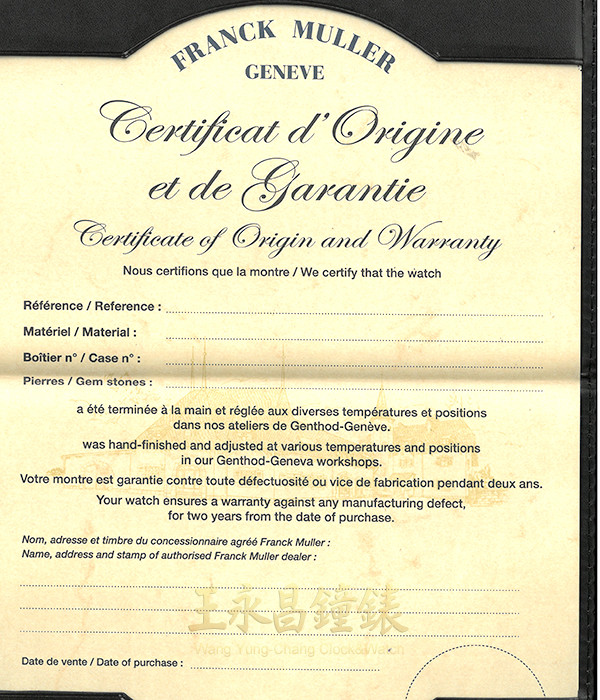 FRANCK MULLER
GENEVE
Certificat d'Origine
et de Garantie
Certificate of Origin and Warranty
Nous certifions que la montre / We certify that the watch
Référence / Reference :
Matériel / Material :
Boîtier n° / Case n° :
Pierres / Gem stones :
a été terminée à la main et réglée aux diverses températures et positions
dans nos ateliers de Genthod-Genève.
was hand-finished and adjusted at various temperatures and positions
in our Genthod-Geneva workshops.
Votre montre est garantie contre toute défectuosité ou vice de fabrication pendant deux ans.
Your watch ensures a warranty against any manufacturing defect,
for two years from the date of purchase.
Nom, adresse et timbre du concessionnaire agréé Franck Muller :
Name, address and stamp of authorised Franck Muller dealer :
王永昌鐘錶
Wang Yung-Chang Clock&Watch
Date de vente / Date of purchase :